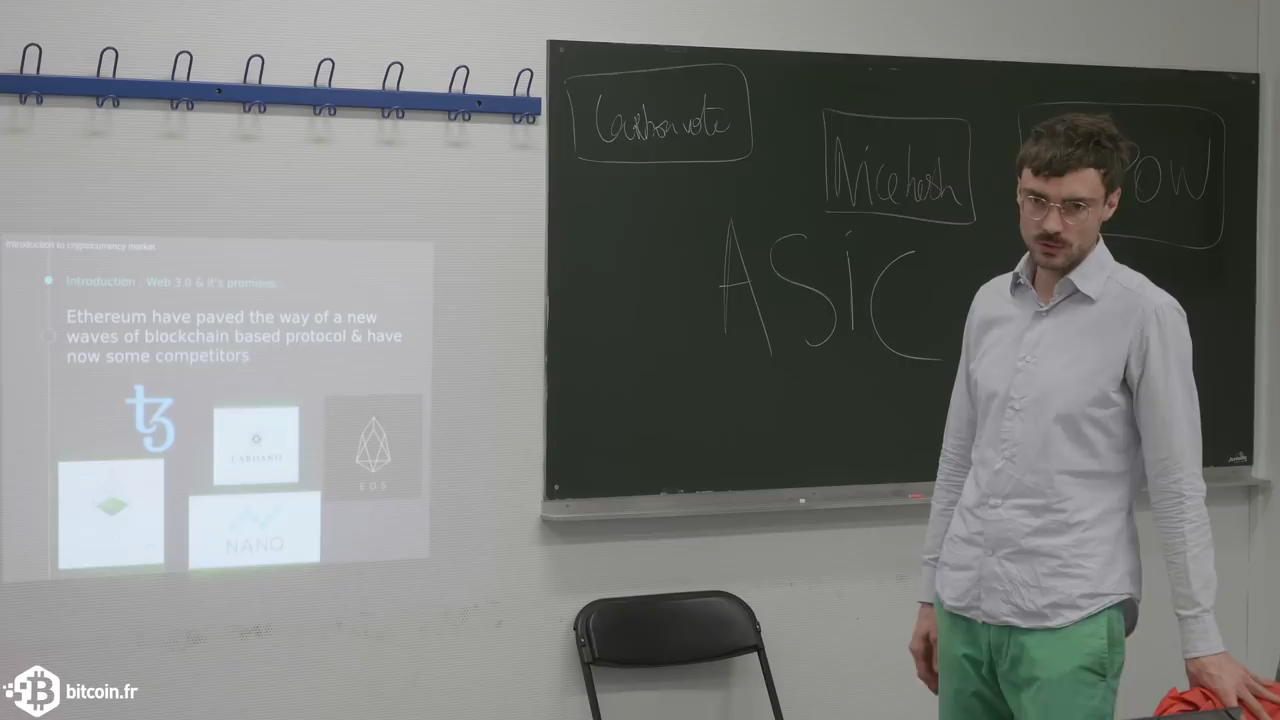 Carbonvote
Nicehash
POW
ASIC
Introduction to cryptocurrency market
Introduction : Web 3.0 & it's promises.
Ethereum have paved the way of a new
waves of blockchain based protocol & have
now some competitors
CARDANO
EOS
NANO
bitcoin.fr